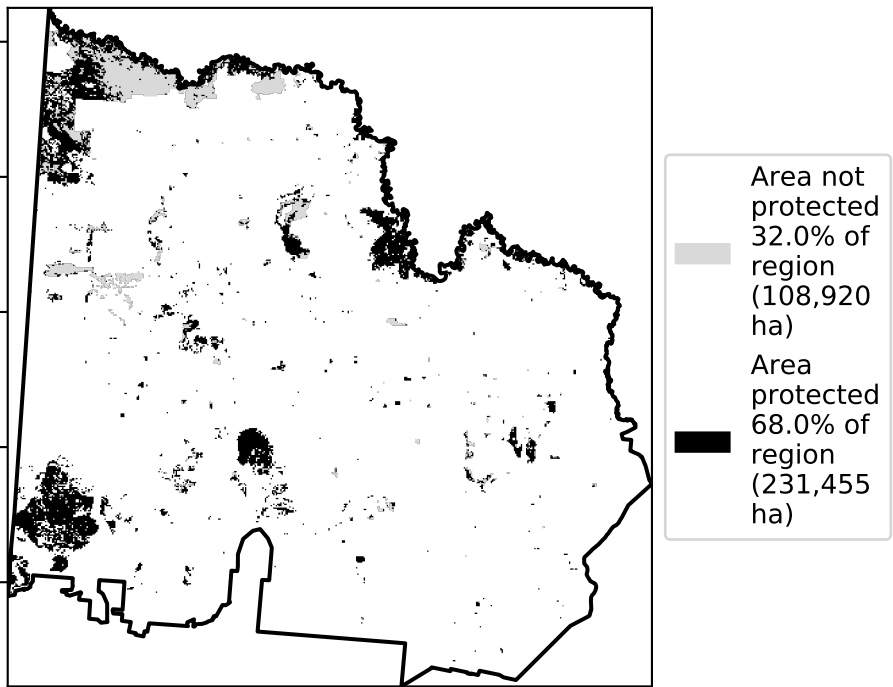 Area not
protected
32.0% of
region
(108,920
ha)
Area
protected
68.0% of
region
(231,455
ha)